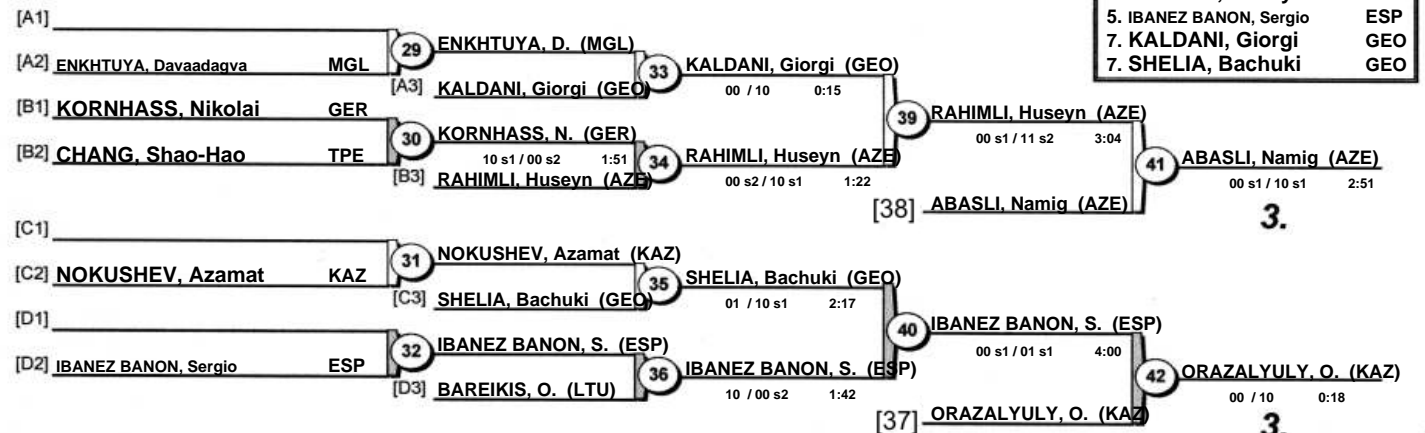 5. IBANEZ BANON, Sergio ESP
7. KALDANI, Giorgi GEO
7. SHELIA, Bachuki GEO
[A1]
[A2] ENKHTUYA, Davaadagva MGL
29
ENKHTUYA, D. (MGL)
[A3] KALDANI, Giorgi (GEO)
33
KALDANI, Giorgi (GEO)
00 / 10 0:15
[B1] KORNHASS, Nikolai GER
[B2] CHANG, Shao-Hao TPE
30
KORNHASS, N. (GER)
10 s1 / 00 s2 1:51
[B3] RAHIMLI, Huseyn (AZE)
34
RAHIMLI, Huseyn (AZE)
00 s2 / 10 s1 1:22
39
RAHIMLI, Huseyn (AZE)
00 s1 / 11 s2 3:04
[38] ABASLI, Namig (AZE)
41
ABASLI, Namig (AZE)
00 s1 / 10 s1 2:51
3.
[C1]
[C2] NOKUSHEV, Azamat KAZ
31
NOKUSHEV, Azamat (KAZ)
[C3] SHELIA, Bachuki (GEO)
35
SHELIA, Bachuki (GEO)
01 / 10 s1 2:17
[D1]
[D2] IBANEZ BANON, Sergio ESP
32
IBANEZ BANON, S. (ESP)
[D3] BAREIKIS, O. (LTU)
36
IBANEZ BANON, S. (ESP)
10 / 00 s2 1:42
40
IBANEZ BANON, S. (ESP)
00 s1 / 01 s1 4:00
[37] ORAZALYULY, O. (KAZ)
42
ORAZALYULY, O. (KAZ)
00 / 10 0:18
3.